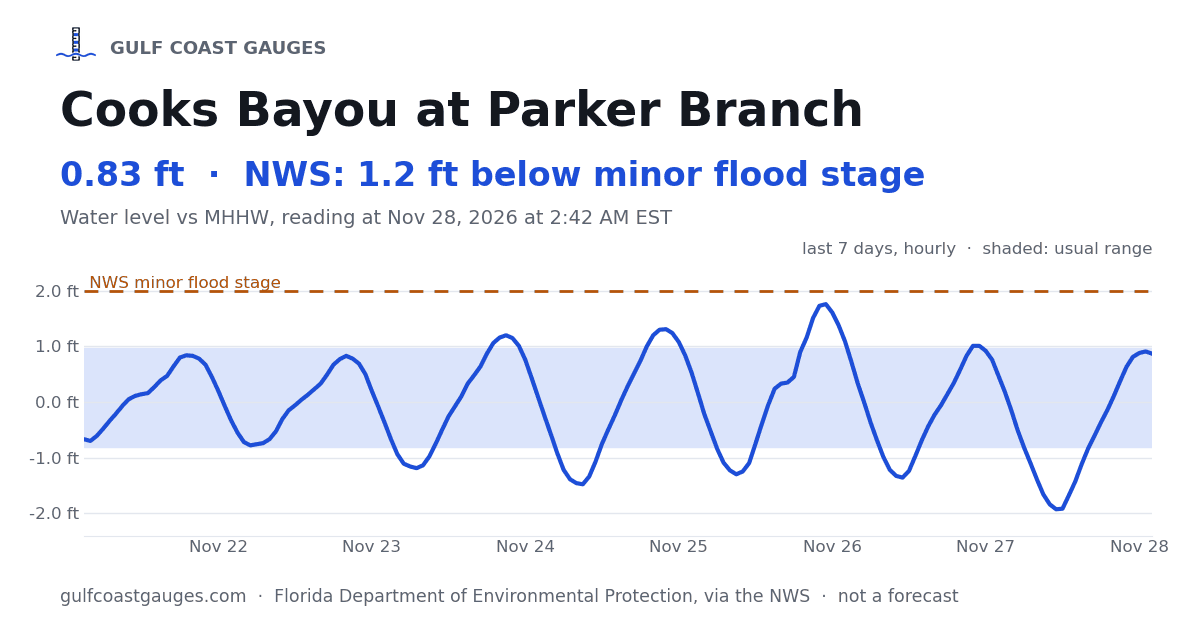 GULF COAST GAUGES
Cooks Bayou at Parker Branch
0.83 ft · NWS: 1.2 ft below minor flood stage
Water level vs MHHW, reading at Nov 28, 2026 at 2:42 AM EST
last 7 days, hourly · shaded: usual range
NWS minor flood stage
2.0 ft
1.0 ft
0.0 ft
-1.0 ft
-2.0 ft
Nov 22 Nov 23 Nov 24 Nov 25 Nov 26 Nov 27 Nov 28
gulfcoastgauges.com · Florida Department of Environmental Protection, via the NWS · not a forecast